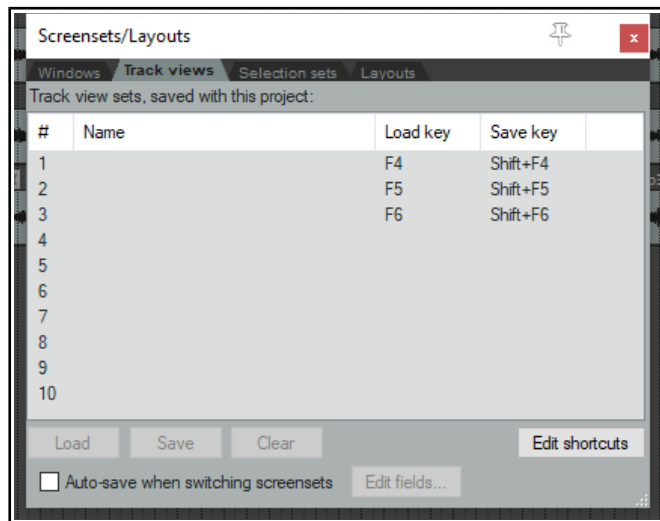 Screensets/Layouts
x
Windows Track views Selection sets Layouts
Track view sets, saved with this project:
# Name Load key Save key
1 F4 Shift+F4
2 F5 Shift+F5
3 F6 Shift+F6
4
5
6
7
8
9
10
Load Save Clear Edit shortcuts
Auto-save when switching screensets Edit fields...